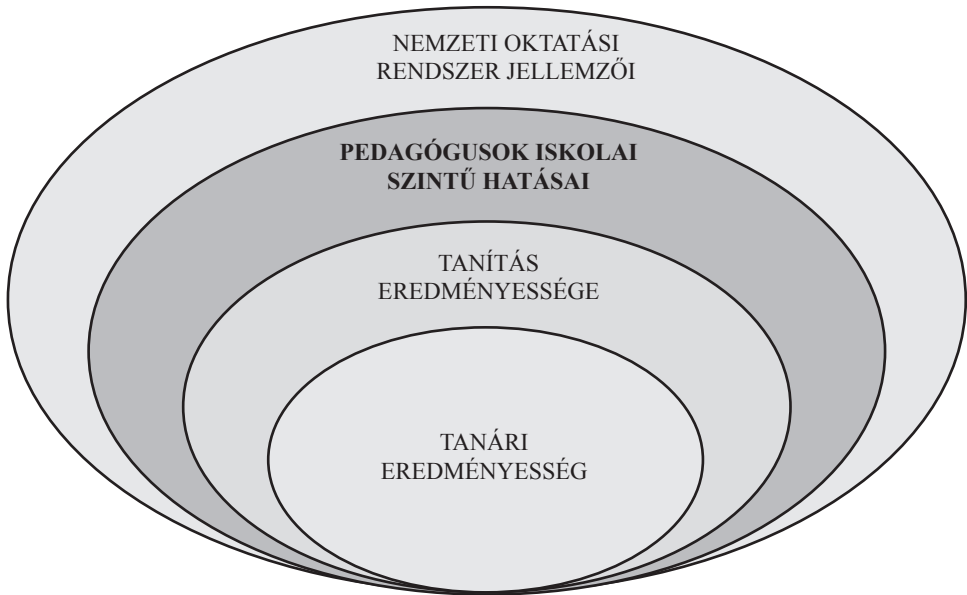 NEMZETI OKTATÁSI
RENDSZER JELLEMZŐI
PEDAGÓGUSOK ISKOLAI
SZINTŰ HATÁSAI
TANÍTÁS
EREDMÉNYESSÉGE
TANÁRI
EREDMÉNYESSÉG